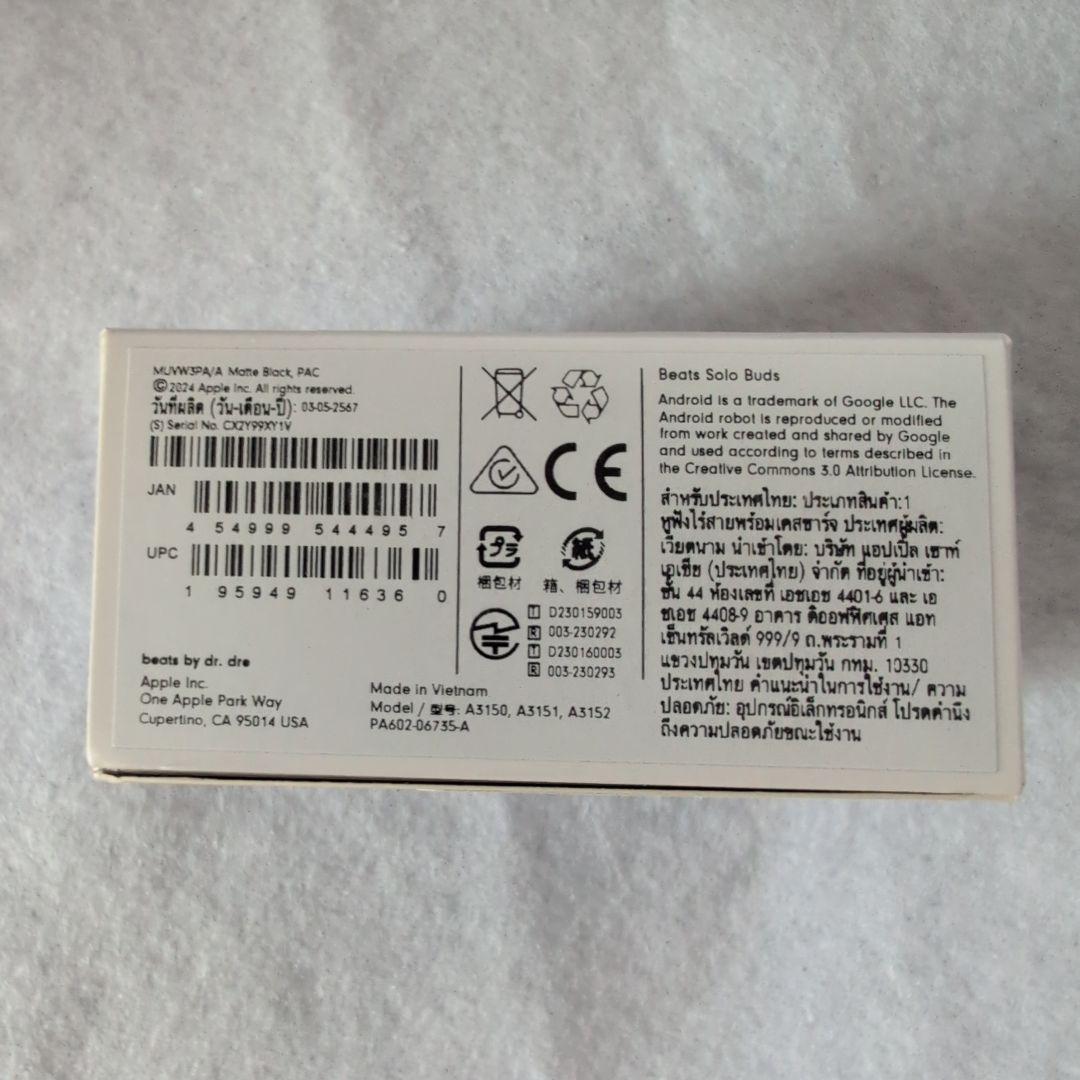 MUVW3PA/A Matte Black, PAC
©2024 Apple Inc. All rights reserved.
วันที่ผลิต (วัน-เดือน-ปี): 03-05-2567
(S) Serial No. CX2Y99XY1V
JAN
4 54999 544495 7
UPC
1 95949 11636 0
beats by dr. dre
Apple Inc.
One Apple Park Way
Cupertino, CA 95014 USA
Made in Vietnam
Model / 型号: A3150, A3151, A3152
PA602-06735-A
CE
プラ
梱包材
紙
箱、梱包材
T D230159003
R 003-230292
T D230160003
R 003-230293
Beats Solo Buds
Android is a trademark of Google LLC. The
Android robot is reproduced or modified
from work created and shared by Google
and used according to terms described in
the Creative Commons 3.0 Attribution License.
สำหรับประเทศไทย: ประเภทสินค้า:1
หูฟังไร้สายพร้อมเคสชาร์จ ประเทศผู้ผลิต:
เวียดนาม นำเข้าโดย: บริษัท แอปเปิ้ล เซาท์
เอเชีย (ประเทศไทย) จำกัด ที่อยู่ผู้นำเข้า:
ชั้น 44 ห้องเลขที่ เอชเอช 4401-6 และ เอ
ชเอช 4408-9 อาคาร ดิออฟฟิศเศส แอท
เซ็นทรัลเวิลด์ 999/9 ถ.พระรามที่ 1
แขวงปทุมวัน เขตปทุมวัน กทม. 10330
ประเทศไทย คำแนะนำในการใช้งาน/ ความ
ปลอดภัย: อุปกรณ์อิเล็กทรอนิกส์ โปรดคำนึง
ถึงความปลอดภัยขณะใช้งาน